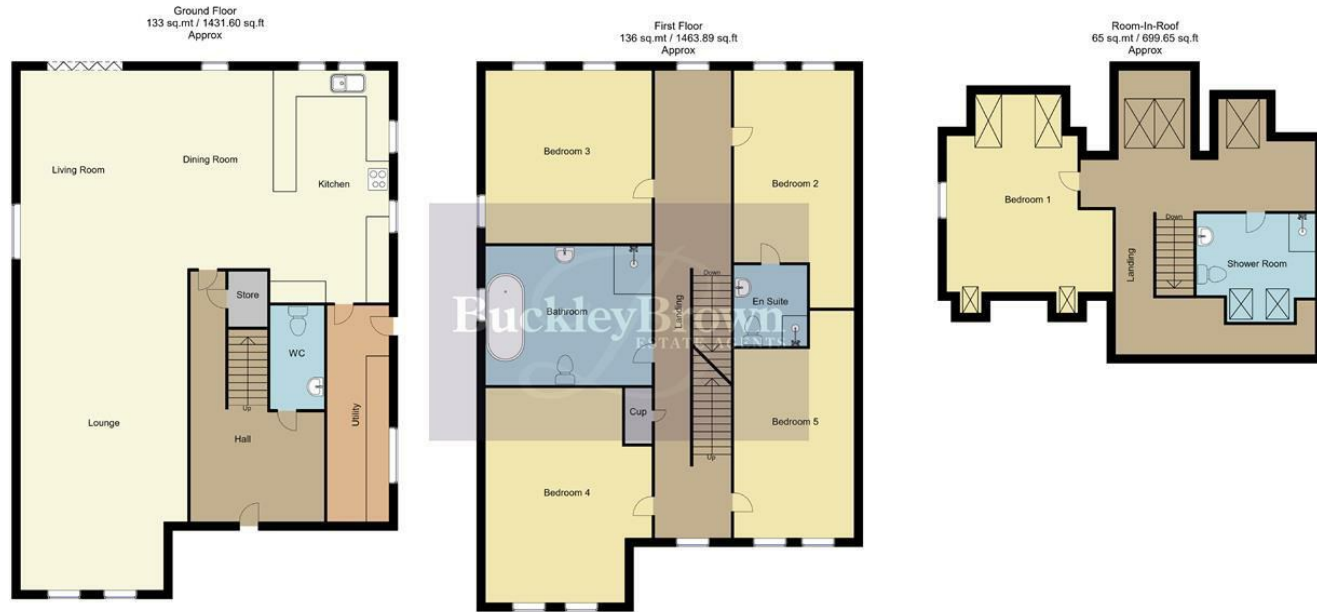 Ground Floor
133 sq.mt / 1431.60 sq.ft
Approx
Living Room
Dining Room
Kitchen
Store
WC
Up
Hall
Lounge
Utility
First Floor
136 sq.mt / 1463.89 sq.ft
Approx
Bedroom 3
Bedroom 2
Bathroom
Landing
Down
En Suite
BuckleyBrown
ESTATE AGENTS
Cup
Up
Bedroom 5
Bedroom 4
Room-In-Roof
65 sq.mt / 699.65 sq.ft
Approx
Bedroom 1
Landing
Down
Shower Room